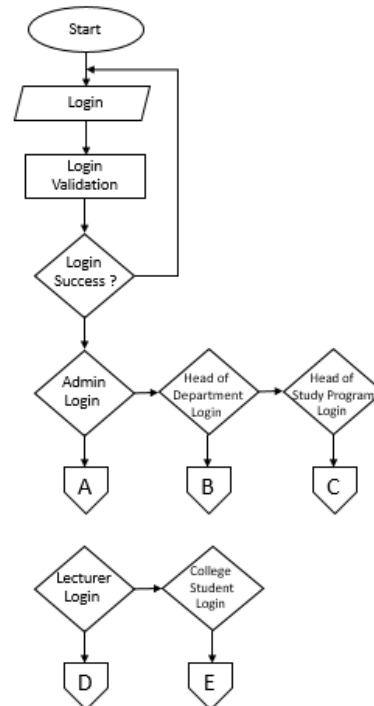 Start
Login
Login
Validation
Login
Success ?
Admin
Login
Head of
Department
Login
Head of
Study Program
Login
A
B
C
Lecturer
Login
College
Student
Login
D
E